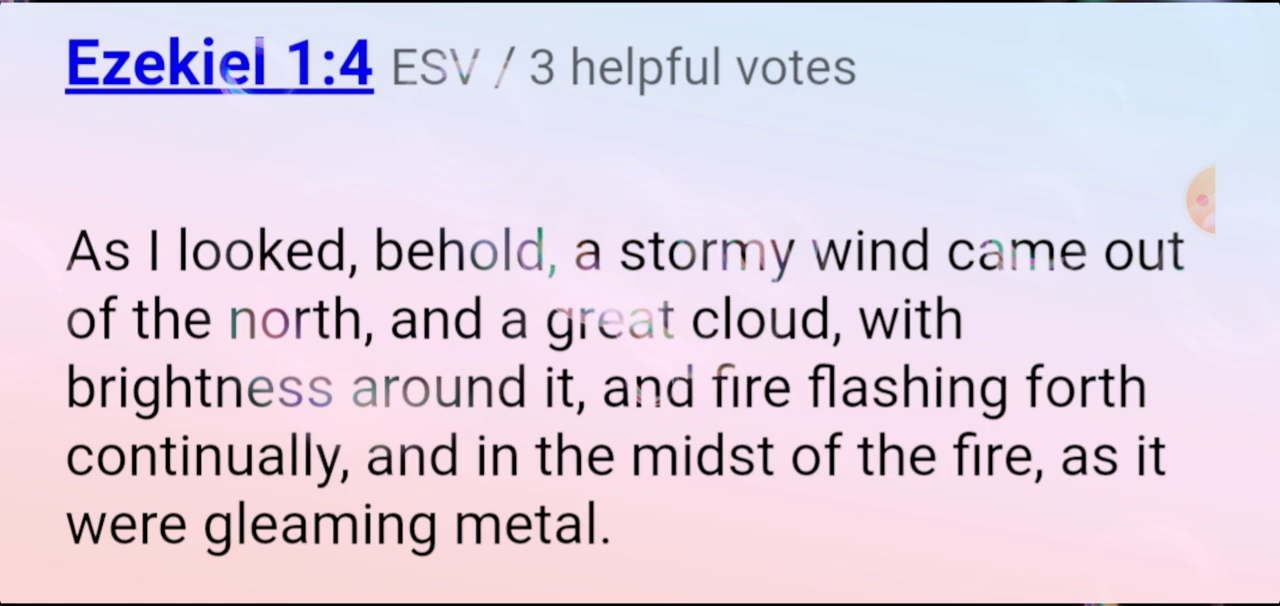 Ezekiel 1:4 ESV / 3 helpful votes
As I looked, behold, a stormy wind came out
of the north, and a great cloud, with
brightness around it, and fire flashing forth
continually, and in the midst of the fire, as it
were gleaming metal.